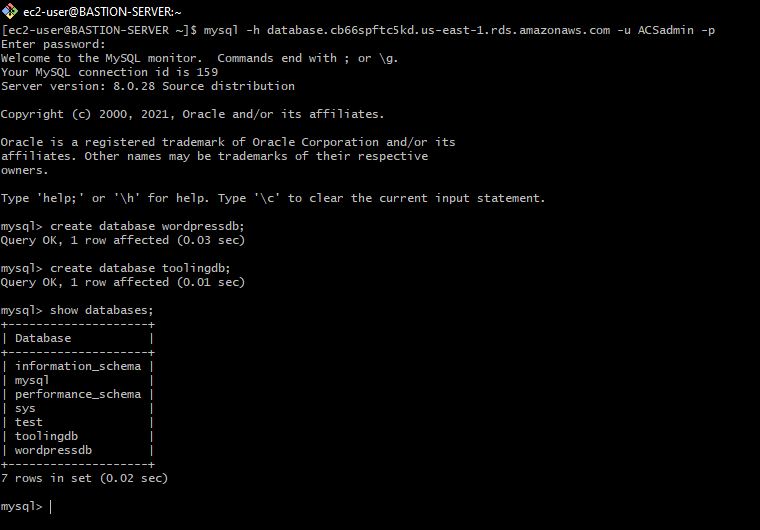 ec2-user@BASTION-SERVER:~
[ec2-user@BASTION-SERVER ~]$ mysql -h database.cb66spftc5kd.us-east-1.rds.amazonaws.com -u ACSadmin -p
Enter password:
Welcome to the MySQL monitor.  Commands end with ; or \g.
Your MySQL connection id is 159
Server version: 8.0.28 Source distribution

Copyright (c) 2000, 2021, Oracle and/or its affiliates.

Oracle is a registered trademark of Oracle Corporation and/or its
affiliates. Other names may be trademarks of their respective
owners.

Type 'help;' or '\h' for help. Type '\c' to clear the current input statement.

mysql> create database wordpressdb;
Query OK, 1 row affected (0.03 sec)

mysql> create database toolingdb;
Query OK, 1 row affected (0.01 sec)

mysql> show databases;
+--------------------+
| Database           |
+--------------------+
| information_schema |
| mysql              |
| performance_schema |
| sys                |
| test               |
| toolingdb          |
| wordpressdb        |
+--------------------+
7 rows in set (0.02 sec)

mysql>